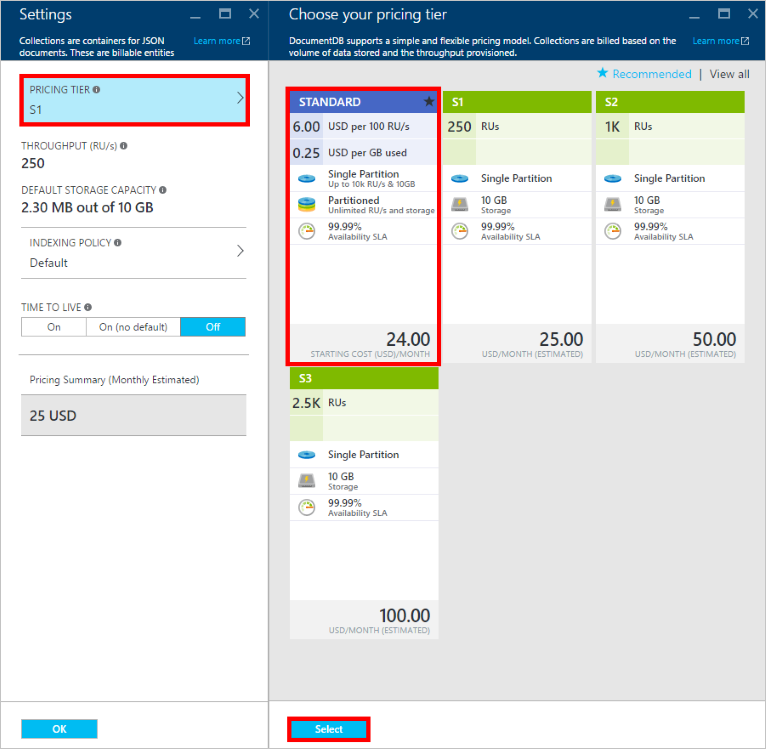 Settings
Collections are containers for JSON
documents. These are billable entities
Learn more
PRICING TIER
S1
THROUGHPUT (RU/s)
250
DEFAULT STORAGE CAPACITY
2.30 MB out of 10 GB
INDEXING POLICY
Default
TIME TO LIVE
On
On (no default)
Off
Pricing Summary (Monthly Estimated)
25 USD
OK
Choose your pricing tier
DocumentDB supports a simple and flexible pricing model. Collections are billed based on the
volume of data stored and the throughput provisioned.
Learn more
Recommended | View all
STANDARD
6.00 USD per 100 RU/s
0.25 USD per GB used
Single Partition
Up to 10k RU/s & 10GB
Partitioned
Unlimited RU/s and storage
99.99%
Availability SLA
24.00
STARTING COST (USD)/MONTH
S1
250 RUs
Single Partition
10 GB
Storage
99.99%
Availability SLA
25.00
USD/MONTH (ESTIMATED)
S2
1K RUs
Single Partition
10 GB
Storage
99.99%
Availability SLA
50.00
USD/MONTH (ESTIMATED)
S3
2.5K RUs
Single Partition
10 GB
Storage
99.99%
Availability SLA
100.00
USD/MONTH (ESTIMATED)
Select